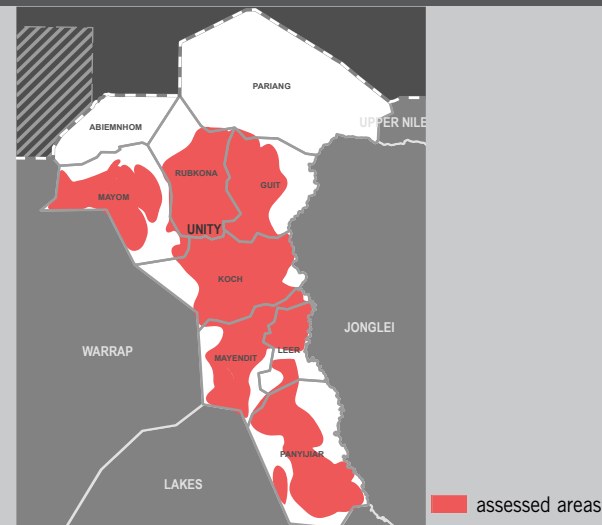 PARIANG
ABIEMNHOM
UPPER NILE
RUBKONA
GUIT
MAYOM
UNITY
KOCH
JONGLEI
WARRAP
MAYENDIT
LEER
PANYIJIAR
LAKES
assessed areas